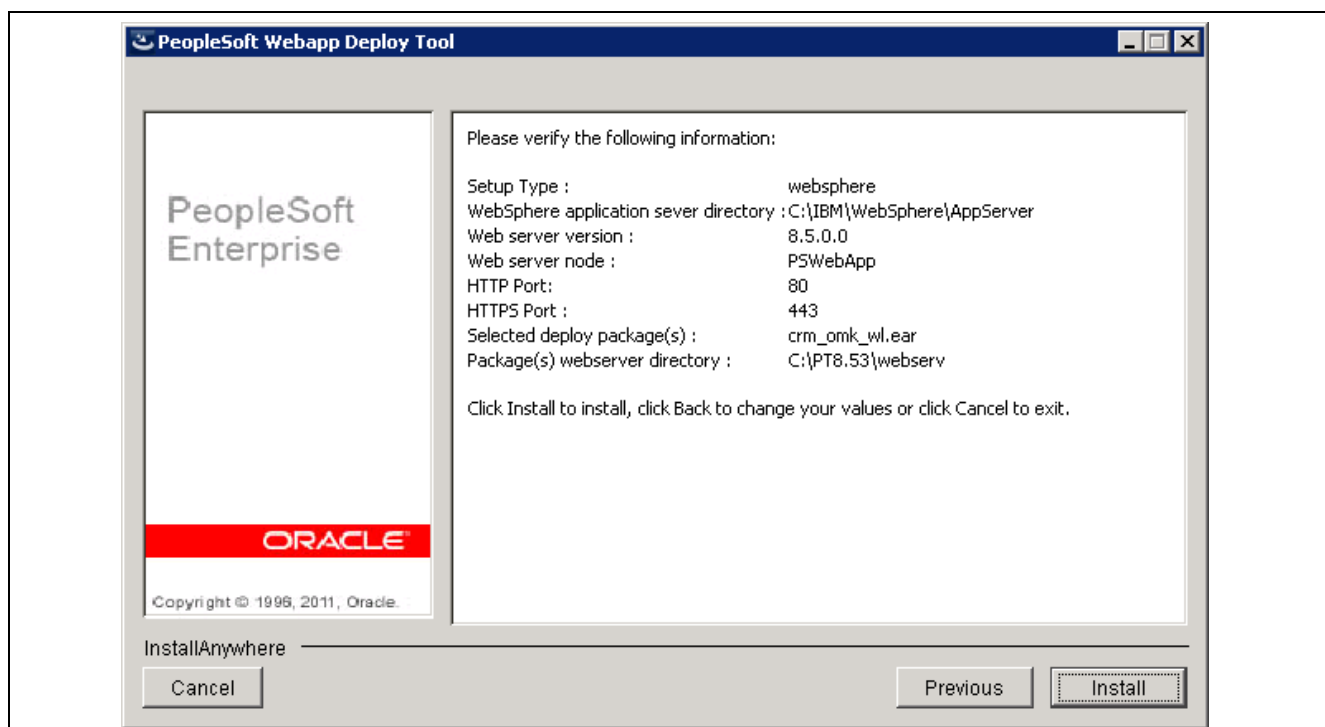 PeopleSoft Webapp Deploy Tool
PeopleSoft
Enterprise
ORACLE
Copyright © 1996, 2011, Oracle.
Please verify the following information:
Setup Type : websphere
WebSphere application sever directory : C:\IBM\WebSphere\AppServer
Web server version : 8.5.0.0
Web server node : PSWebApp
HTTP Port: 80
HTTPS Port : 443
Selected deploy package(s) : crm_omk_wl.ear
Package(s) webserver directory : C:\PT8.53\webserv
Click Install to install, click Back to change your values or click Cancel to exit.
InstallAnywhere
Cancel Previous Install